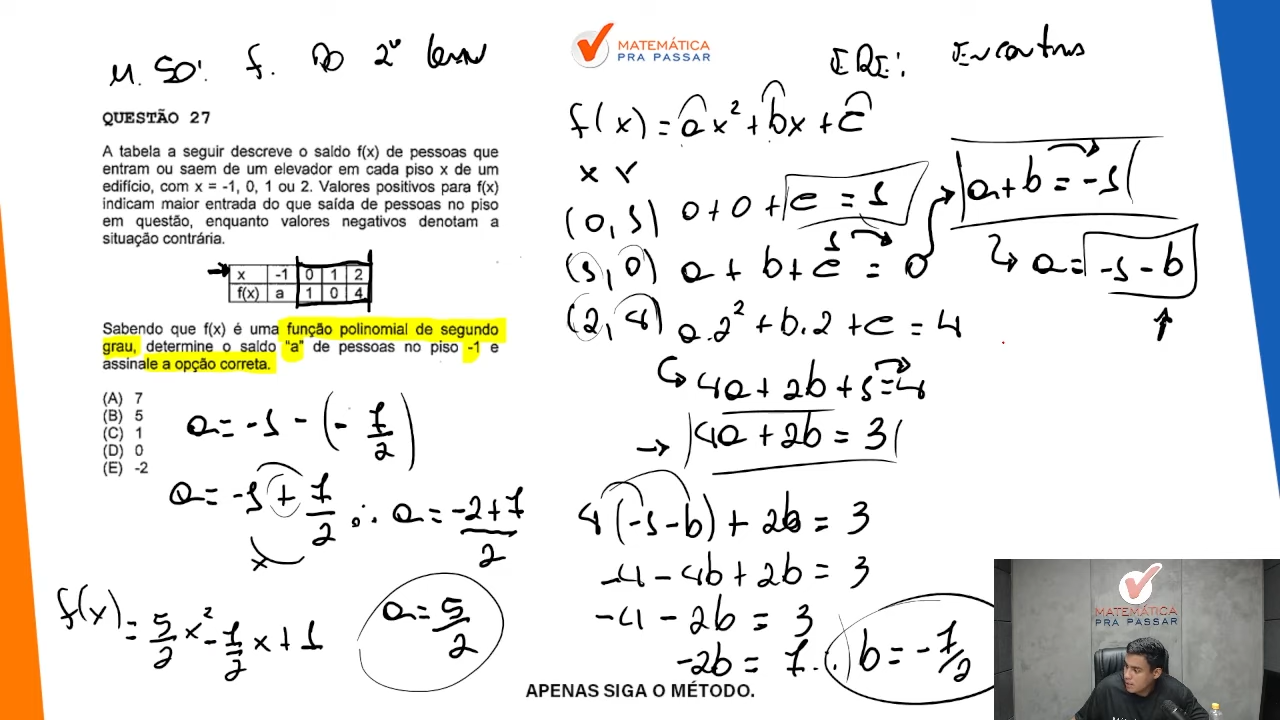 M. SD: f. DO 2º
MATEMÁTICA
PRA PASSAR
QUESTÃO 27
A tabela a seguir descreve o saldo f(x) de pessoas que
entram ou saem de um elevador em cada piso x de um
edifício, com x = -1, 0, 1 ou 2. Valores positivos para f(x)
indicam maior entrada do que saída de pessoas no piso
em questão, enquanto valores negativos denotam a
situação contrária.
x -1 0 1 2
f(x) a 1 0 4
Sabendo que f(x) é uma função polinomial de segundo
grau, determine o saldo "a" de pessoas no piso -1 e
assinale a opção correta.
(A) 7
(B) 5
(C) 1
(D) 0
(E) -2
a = -1 - (-7/2)
a = -1 + 7/2 ∴ a = (-2+7)/2
a = 5/2
f(x) = 5/2 x² - 7/2 x + 1
f(x) = ax² + bx + c
x y
(0, 1) 0 + 0 + c = 1
(1, 0) a + b + c = 0
1
(2, 4) a.2² + b.2 + c = 4
4a + 2b + 1 = 4
4a + 2b = 3
a + b = -1
a = -1 - b
4(-1 - b) + 2b = 3
-4 - 4b + 2b = 3
-4 - 2b = 3
-2b = 7 ∴ b = -7/2
MATEMÁTICA
PRA PASSAR
APENAS SIGA O MÉTODO.